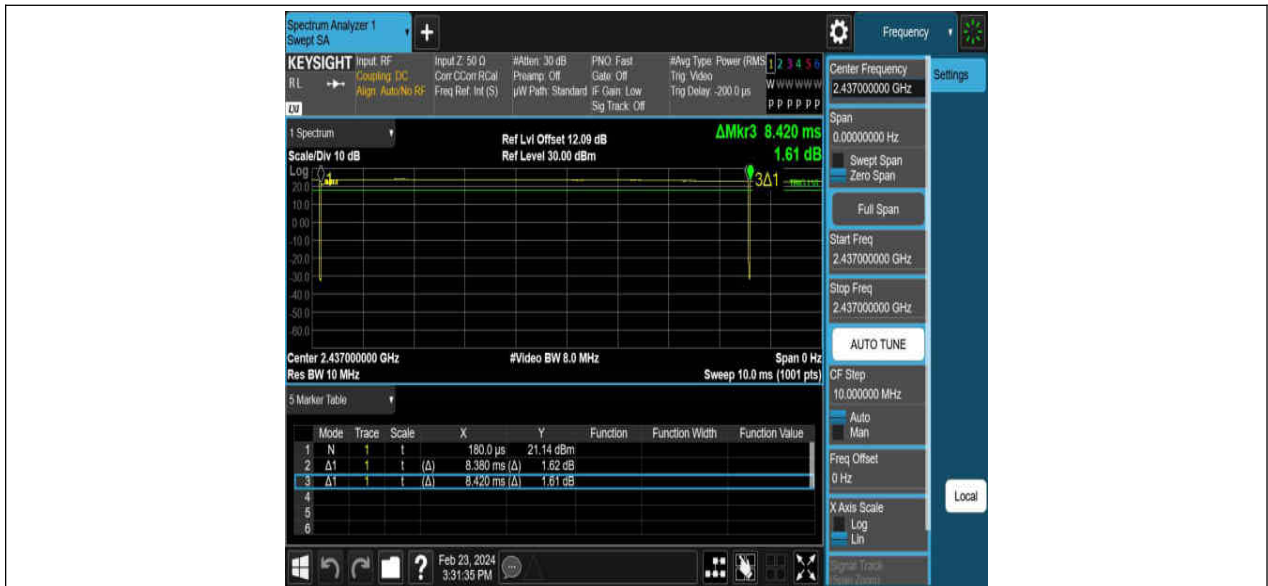 Spectrum Analyzer 1
Swept SA
+
Frequency
KEYSIGHT
RL
LXI
Input: RF
Coupling: DC
Align: Auto/No RF
Input Z: 50 Ω
Corr CCorr RCal
Freq Ref: Int (S)
#Atten: 30 dB
Preamp: Off
µW Path: Standard
PNO: Fast
Gate: Off
IF Gain: Low
Sig Track: Off
#Avg Type: Power (RMS
Trig: Video
Trig Delay: -200.0 µs
1 2 3 4 5 6
W W W W W W
P P P P P P
1 Spectrum
Scale/Div 10 dB
Ref Lvl Offset 12.09 dB
Ref Level 30.00 dBm
ΔMkr3 8.420 ms
1.61 dB
Log
1
3Δ1
20.0
10.0
0.00
-10.0
-20.0
-30.0
-40.0
-50.0
-60.0
Center 2.437000000 GHz
#Video BW 8.0 MHz
Span 0 Hz
Res BW 10 MHz
Sweep 10.0 ms (1001 pts)
5 Marker Table
Mode Trace Scale X Y Function Function Width Function Value
1 N 1 t 180.0 µs 21.14 dBm
2 Δ1 1 t (Δ) 8.380 ms (Δ) 1.62 dB
3 Δ1 1 t (Δ) 8.420 ms (Δ) 1.61 dB
4
5
6
?
Feb 23, 2024
3:31:35 PM
Center Frequency
2.437000000 GHz
Settings
Span
0.00000000 Hz
Swept Span
Zero Span
Full Span
Start Freq
2.437000000 GHz
Stop Freq
2.437000000 GHz
AUTO TUNE
CF Step
10.000000 MHz
Auto
Man
Freq Offset
0 Hz
X Axis Scale
Log
Lin
Local
Signal Track
(Span Zoom)